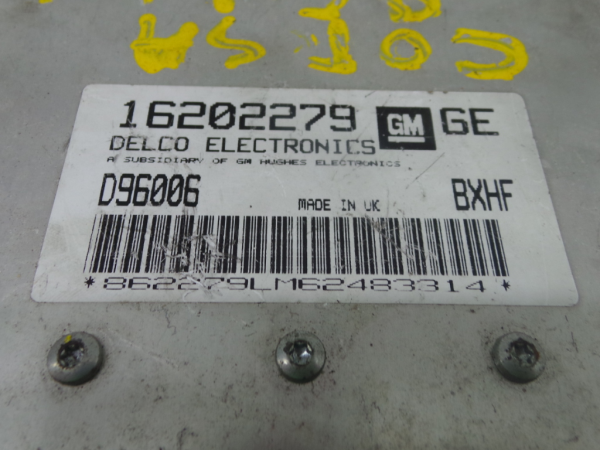 16202279 GM GE
DELCO ELECTRONICS
A SUBSIDIARY OF GM HUGHES ELECTRONICS
D96006 MADE IN UK BXHF
*862279LM62483314*